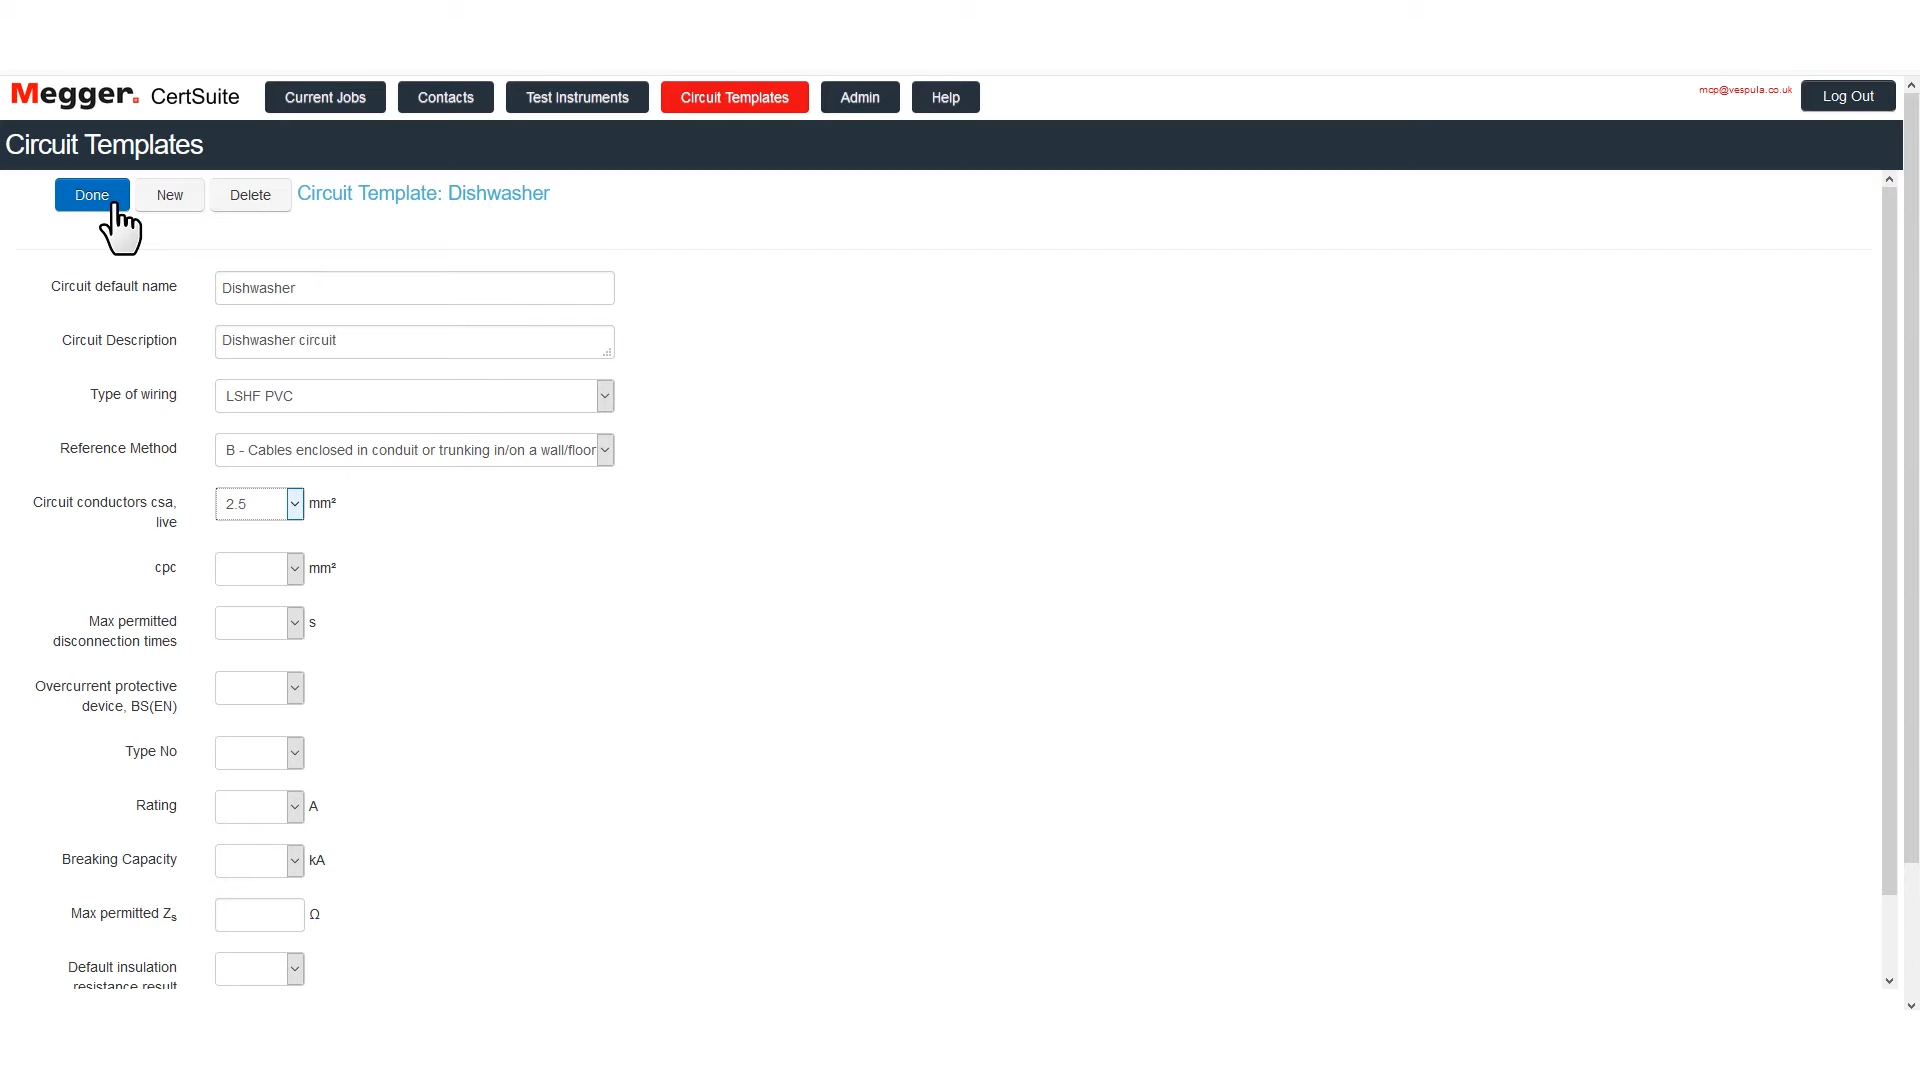 Megger. CertSuite Current Jobs Contacts Test Instruments Circuit Templates Admin Help mcp@vespula.co.uk Log Out
Circuit Templates
Done New Delete Circuit Template: Dishwasher
Circuit default name Dishwasher
Circuit Description Dishwasher circuit
Type of wiring LSHF PVC
Reference Method B - Cables enclosed in conduit or trunking in/on a wall/floor
Circuit conductors csa, 2.5 mm²
live
cpc mm²
Max permitted s
disconnection times
Overcurrent protective
device, BS(EN)
Type No
Rating A
Breaking Capacity kA
Max permitted Zs Ω
Default insulation
resistance result